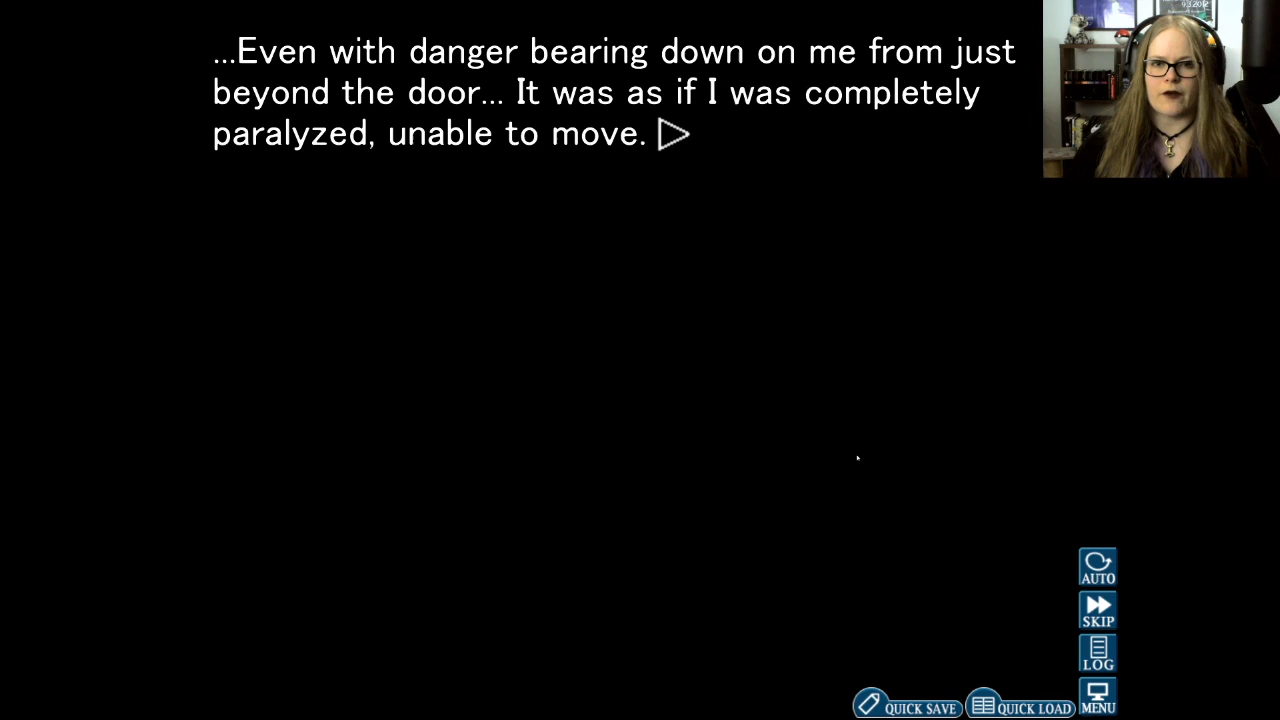 ...Even with danger bearing down on me from just
beyond the door... It was as if I was completely
paralyzed, unable to move.
AUTO
SKIP
LOG
MENU
QUICK SAVE
QUICK LOAD